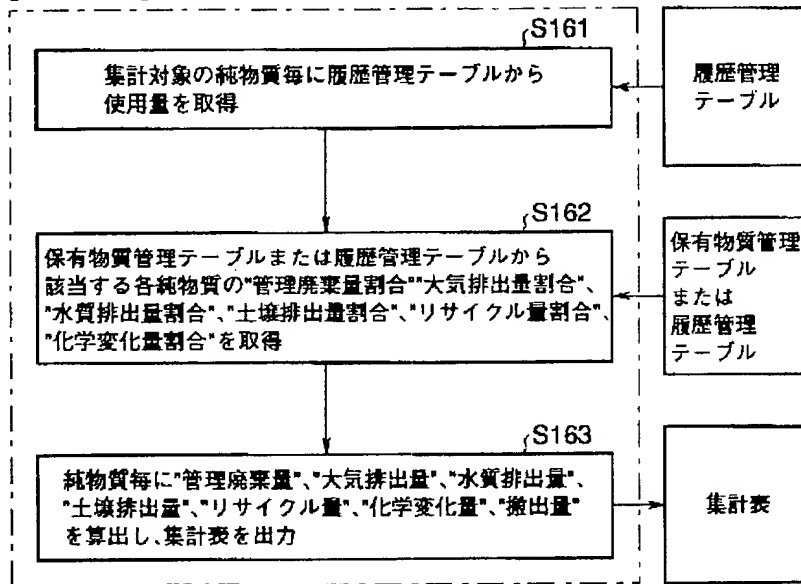 S161
集計対象の純物質毎に履歴管理テーブルから
使用量を取得
履歴管理
テーブル
S162
保有物質管理テーブルまたは履歴管理テーブルから
該当する各純物質の"管理廃棄量割合""大気排出量割合"、
"水質排出量割合"、"土壌排出量割合"、"リサイクル量割合"、
"化学変化量割合"を取得
保有物質管理
テーブル
または
履歴管理
テーブル
S163
純物質毎に"管理廃棄量"、"大気排出量"、"水質排出量"、
"土壌排出量"、"リサイクル量"、"化学変化量"、"搬出量"
を算出し、集計表を出力
集計表